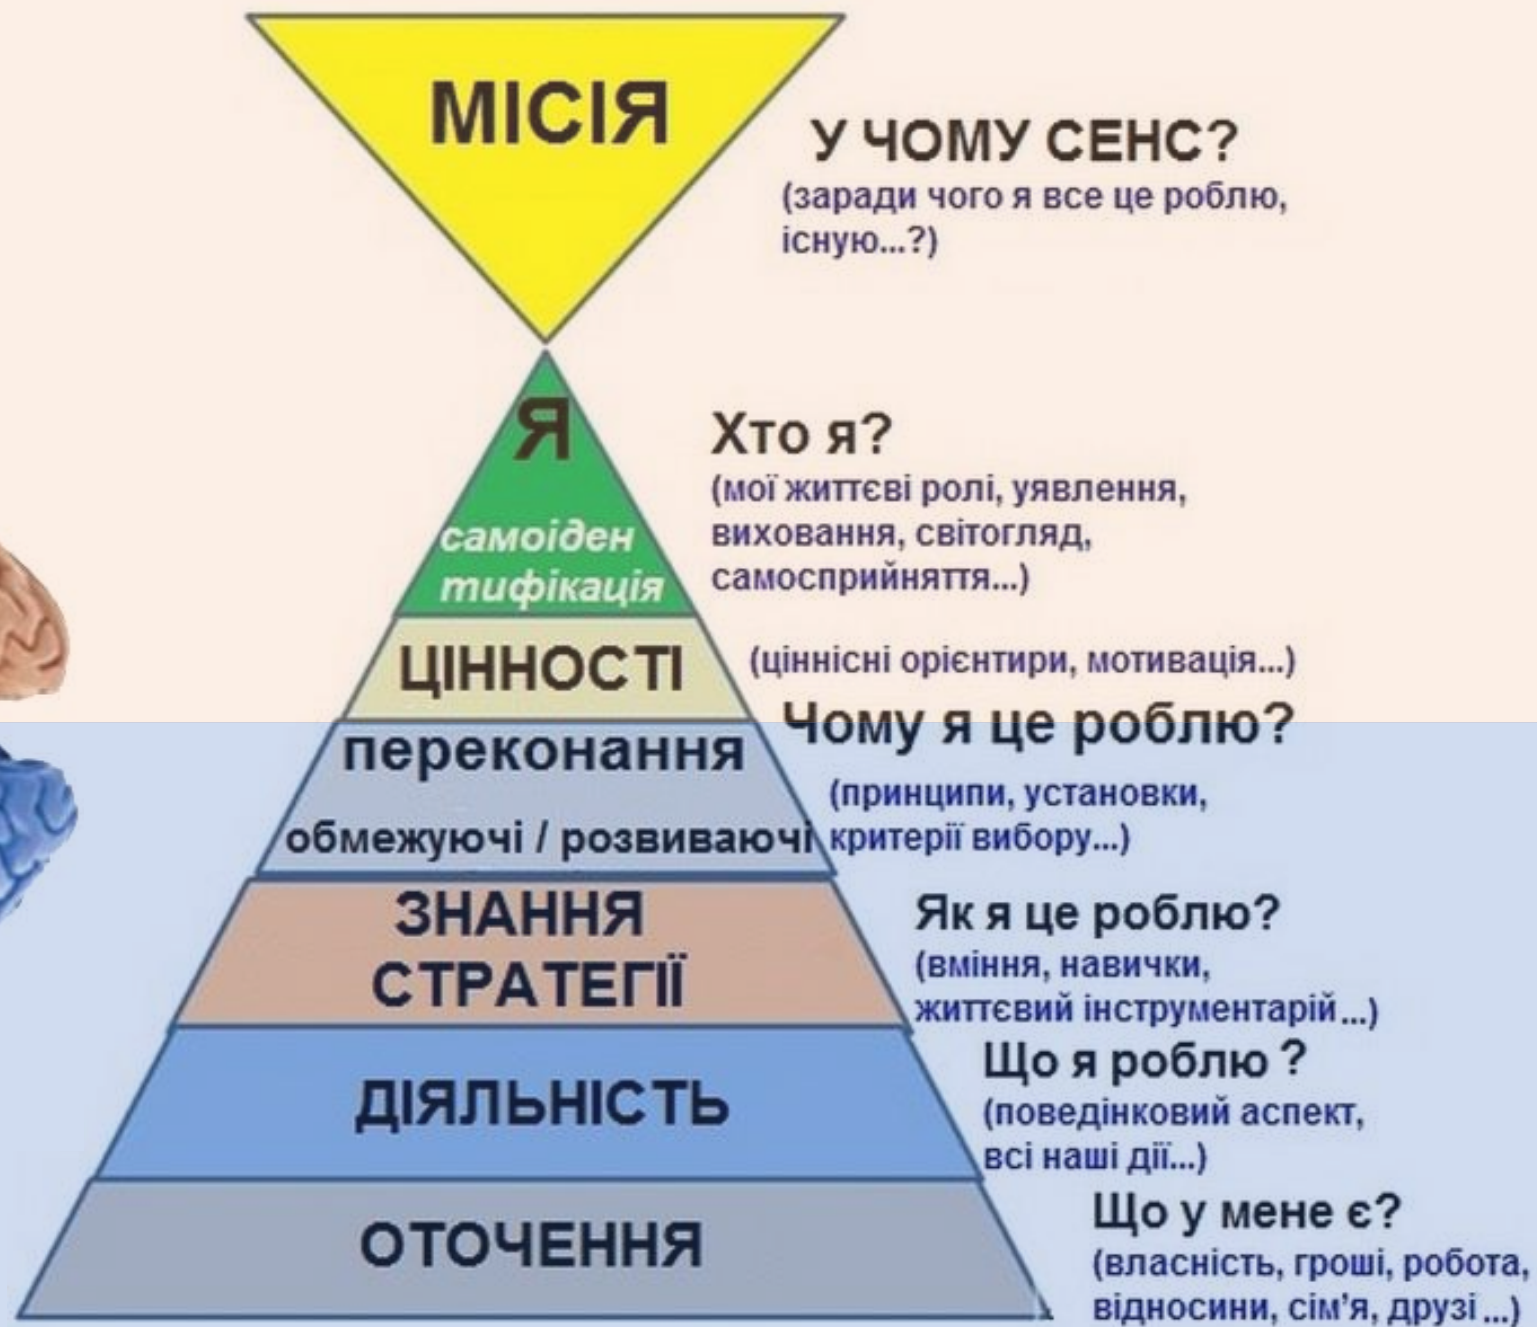 МІСІЯ
У ЧОМУ СЕНС?
(заради чого я все це роблю,
існую...?)
Я
самоіден
тифікація
Хто я?
(мої життєві ролі, уявлення,
виховання, світогляд,
самосприйняття...)
ЦІННОСТІ
(ціннісні орієнтири, мотивація...)
Чому я це роблю?
переконання
обмежуючі / розвиваючі
(принципи, установки,
критерії вибору...)
ЗНАННЯ
СТРАТЕГІЇ
Як я це роблю?
(вміння, навички,
життєвий інструментарій...)
ДІЯЛЬНІСТЬ
Що я роблю ?
(поведінковий аспект,
всі наші дії...)
ОТОЧЕННЯ
Що у мене є?
(власність, гроші, робота,
відносини, сім'я, друзі ...)